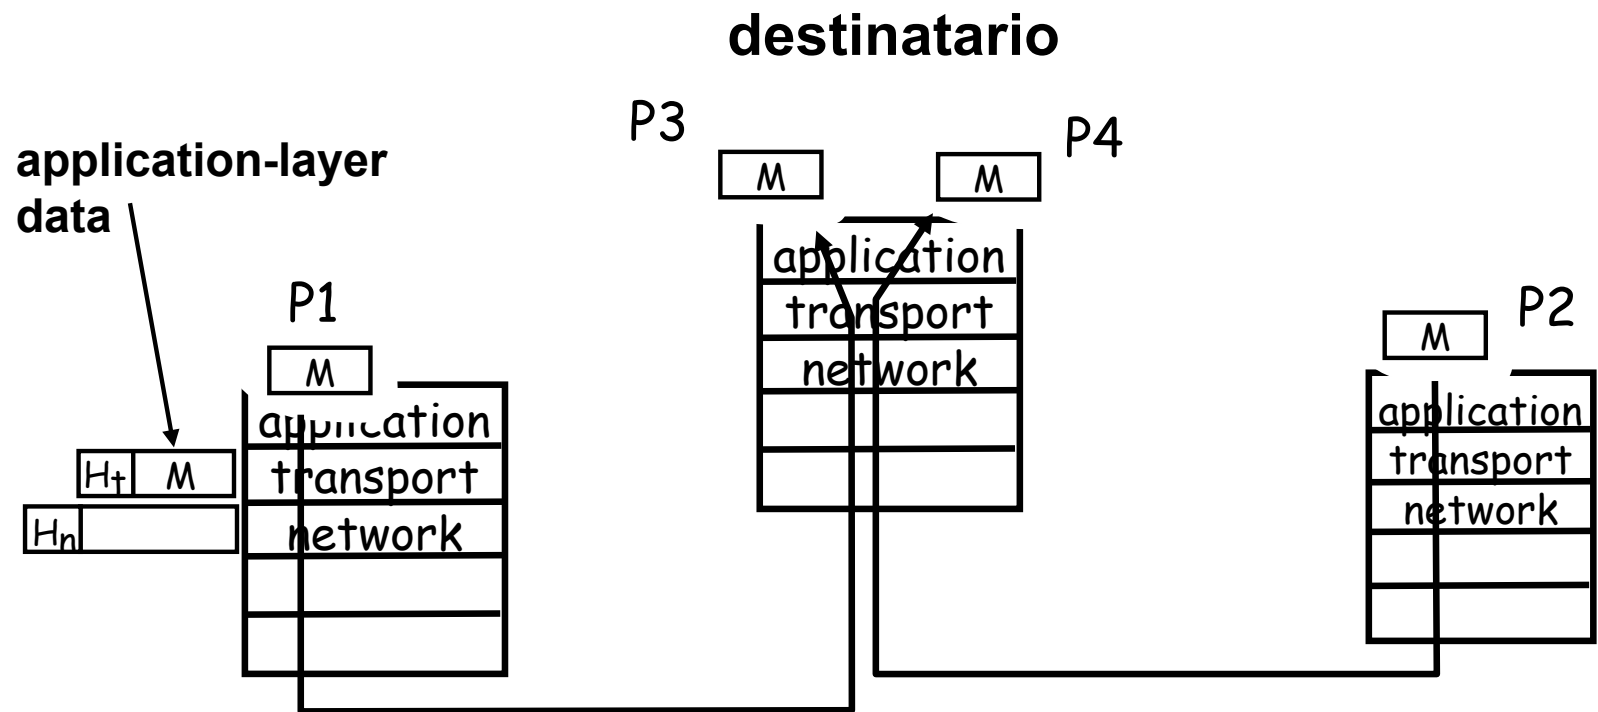 destinatario
P3
P4
application-layer
data
M
M
P1
M
application
transport
network
P2
M
application
transport
network
Ht M
Hn
application
transport
network